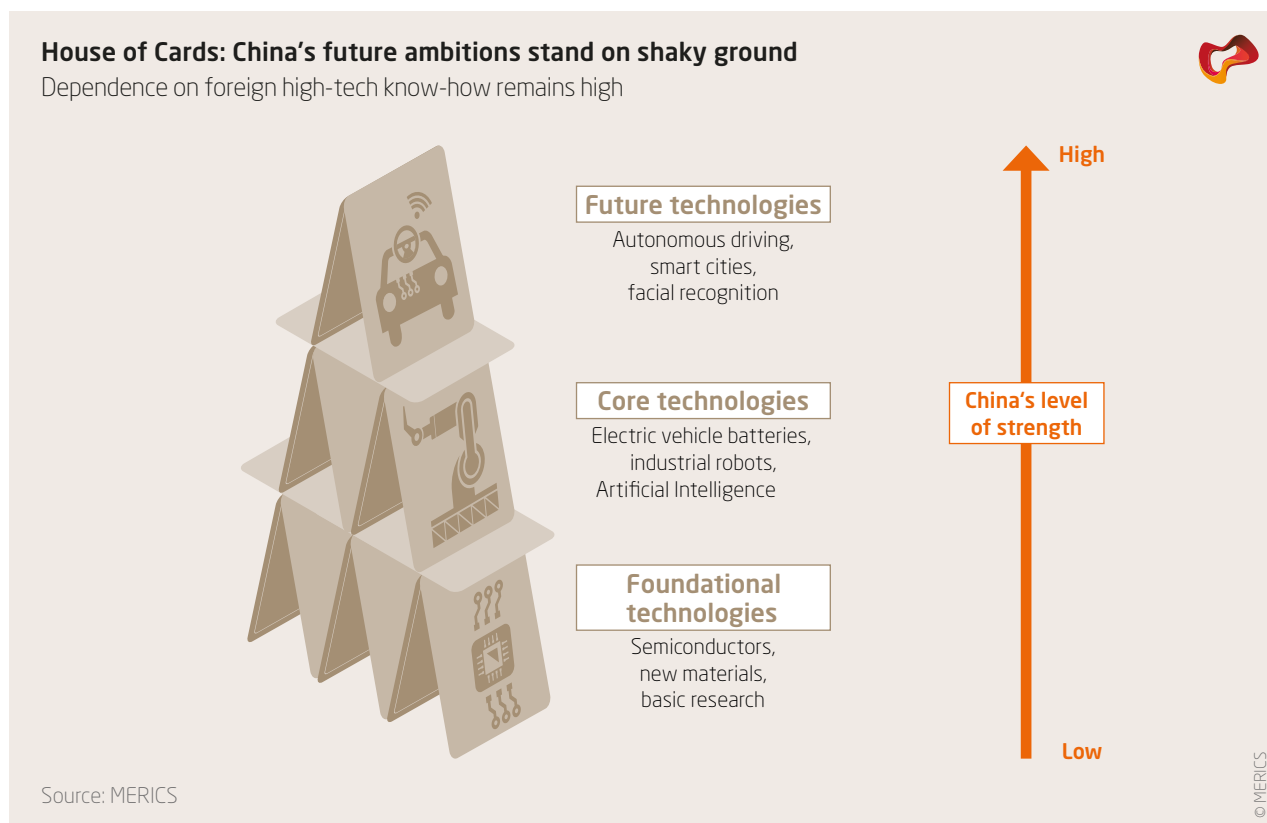 House of Cards: China's future ambitions stand on shaky ground
Dependence on foreign high-tech know-how remains high
High
Future technologies
Autonomous driving,
smart cities,
facial recognition
Core technologies
Electric vehicle batteries,
industrial robots,
Artificial Intelligence
China's level
of strength
Foundational
technologies
Semiconductors,
new materials,
basic research
Low
Source: MERICS
© MERICS